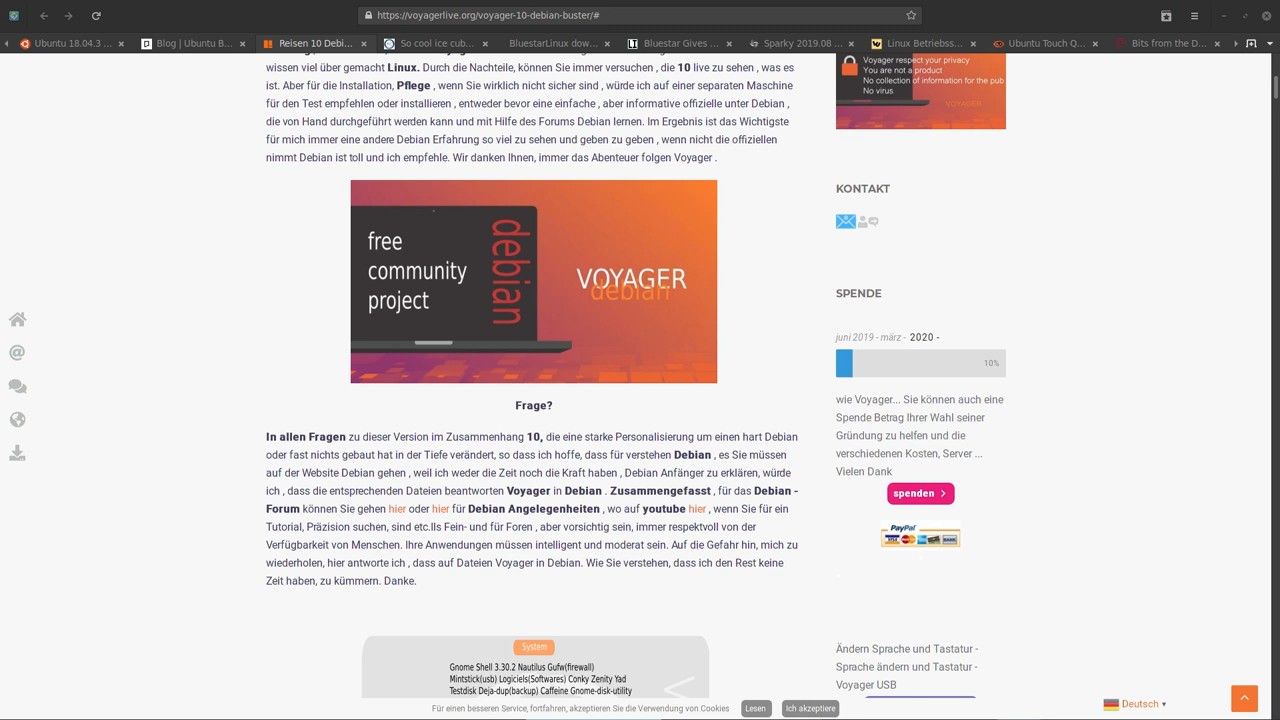 https://voyagerlive.org/voyager-10-debian-buster/#
Ubuntu 18.04.3 ...
Blog | Ubuntu B...
Reisen 10 Debi...
So cool ice cub...
BluestarLinux dow...
Bluestar Gives ...
Sparky 2019.08 ...
Linux Betriebss...
Ubuntu Touch Q...
Bits from the D...
wissen viel über gemacht Linux. Durch die Nachteile, können Sie immer versuchen , die 10 live zu sehen , was es
ist. Aber für die Installation, Pflege , wenn Sie wirklich nicht sicher sind , würde ich auf einer separaten Maschine
für den Test empfehlen oder installieren , entweder bevor eine einfache , aber informative offizielle unter Debian ,
die von Hand durchgeführt werden kann und mit Hilfe des Forums Debian lernen. Im Ergebnis ist das Wichtigste
für mich immer eine andere Debian Erfahrung so viel zu sehen und geben zu geben , wenn nicht die offiziellen
nimmt Debian ist toll und ich empfehle. Wir danken Ihnen, immer das Abenteuer folgen Voyager .
free
community
project
debian
VOYAGER
debian
Frage?
In allen Fragen zu dieser Version im Zusammenhang 10, die eine starke Personalisierung um einen hart Debian
oder fast nichts gebaut hat in der Tiefe verändert, so dass ich hoffe, dass für verstehen Debian , es Sie müssen
auf der Website Debian gehen , weil ich weder die Zeit noch die Kraft haben , Debian Anfänger zu erklären, würde
ich , dass die entsprechenden Dateien beantworten Voyager in Debian . Zusammengefasst , für das Debian -
Forum können Sie gehen hier oder hier für Debian Angelegenheiten , wo auf youtube hier , wenn Sie für ein
Tutorial, Präzision suchen, sind etc.Ils Fein- und für Foren , aber vorsichtig sein, immer respektvoll von der
Verfügbarkeit von Menschen. Ihre Anwendungen müssen intelligent und moderat sein. Auf die Gefahr hin, mich zu
wiederholen, hier antworte ich , dass auf Dateien Voyager in Debian. Wie Sie verstehen, dass ich den Rest keine
Zeit haben, zu kümmern. Danke.
System
Gnome Shell 3.30.2 Nautilus Gufw(firewall)
Mintstick(usb) Logiciels(Softwares) Conky Zenity Yad
Testdisk Deja-dup(backup) Caffeine Gnome-disk-utility
Voyager respect your privacy
You are not a product
No collection of information for the pub
No virus
VOYAGER
KONTAKT
SPENDE
juni 2019 - märz - 2020 -
10%
wie Voyager... Sie können auch eine
Spende Betrag Ihrer Wahl seiner
Gründung zu helfen und die
verschiedenen Kosten, Server ...
Vielen Dank
spenden
PayPal
Ändern Sprache und Tastatur -
Sprache ändern und Tastatur -
Voyager USB
Für einen besseren Service, fortfahren, akzeptieren Sie die Verwendung von Cookies
Lesen
Ich akzeptiere
Deutsch